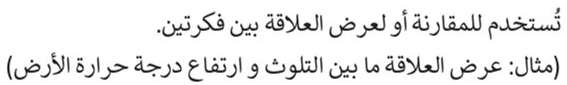 تُستخدم للمقارنة أو لعرض العلاقة بين فكرتين.
(مثال: عرض العلاقة ما بين التلوث و ارتفاع درجة حرارة الأرض)